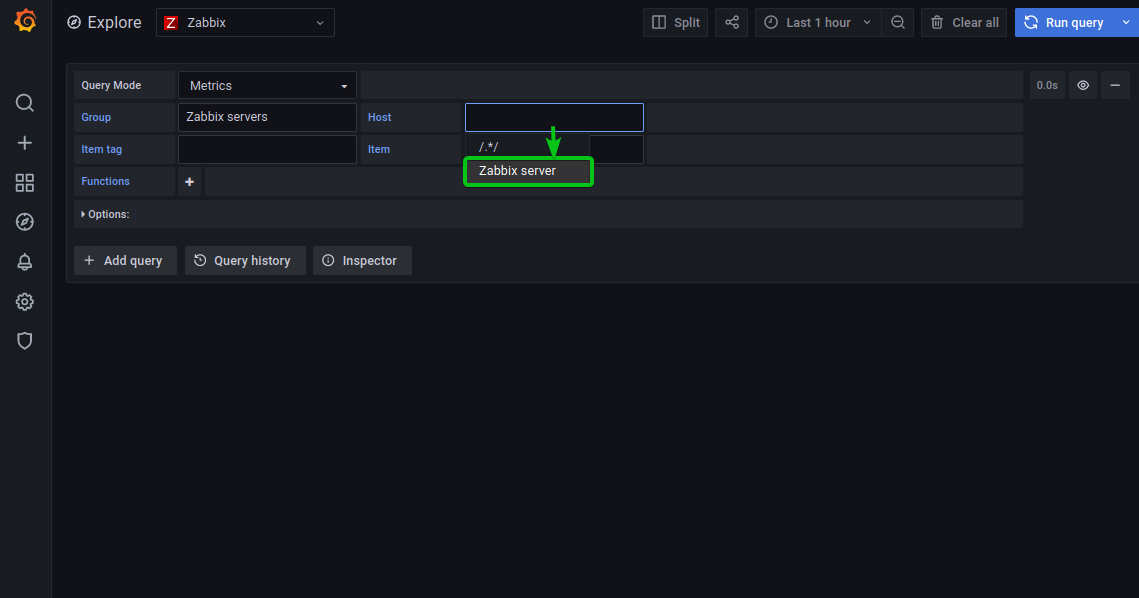 Explore Z Zabbix Split Last 1 hour Clear all Run query
Query Mode Metrics 0.0s
Group Zabbix servers Host
Item tag Item /.*/
Zabbix server
Functions +
Options:
Add query Query history Inspector